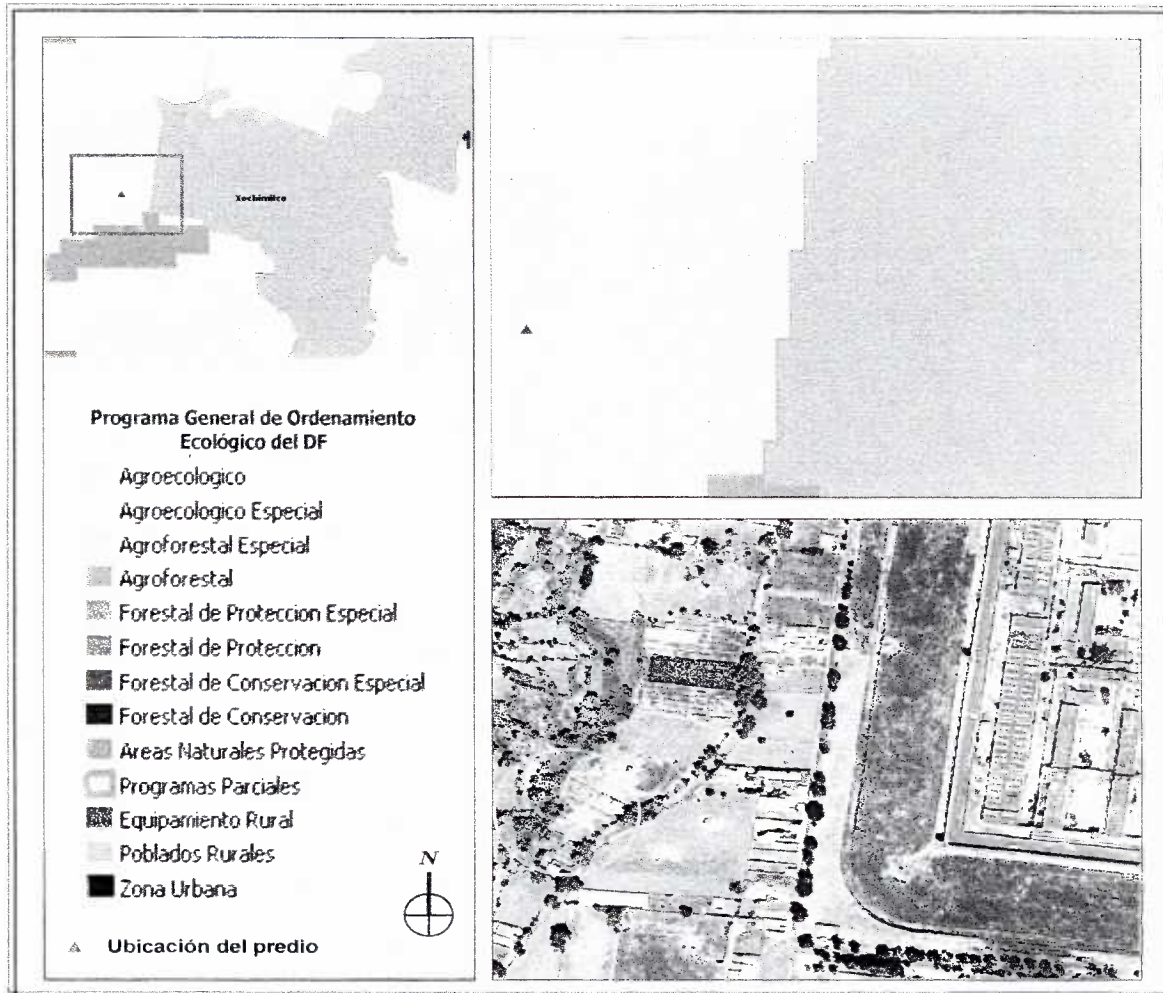 Xochimilco
Programa General de Ordenamiento
Ecológico del DF
Agroecologico
Agroecologico Especial
Agroforestal Especial
Agroforestal
Forestal de Proteccion Especial
Forestal de Proteccion
Forestal de Conservacion Especial
Forestal de Conservacion
Areas Naturales Protegidas
Programas Parciales
Equipamiento Rural
Poblados Rurales
Zona Urbana
N
Ubicación del predio